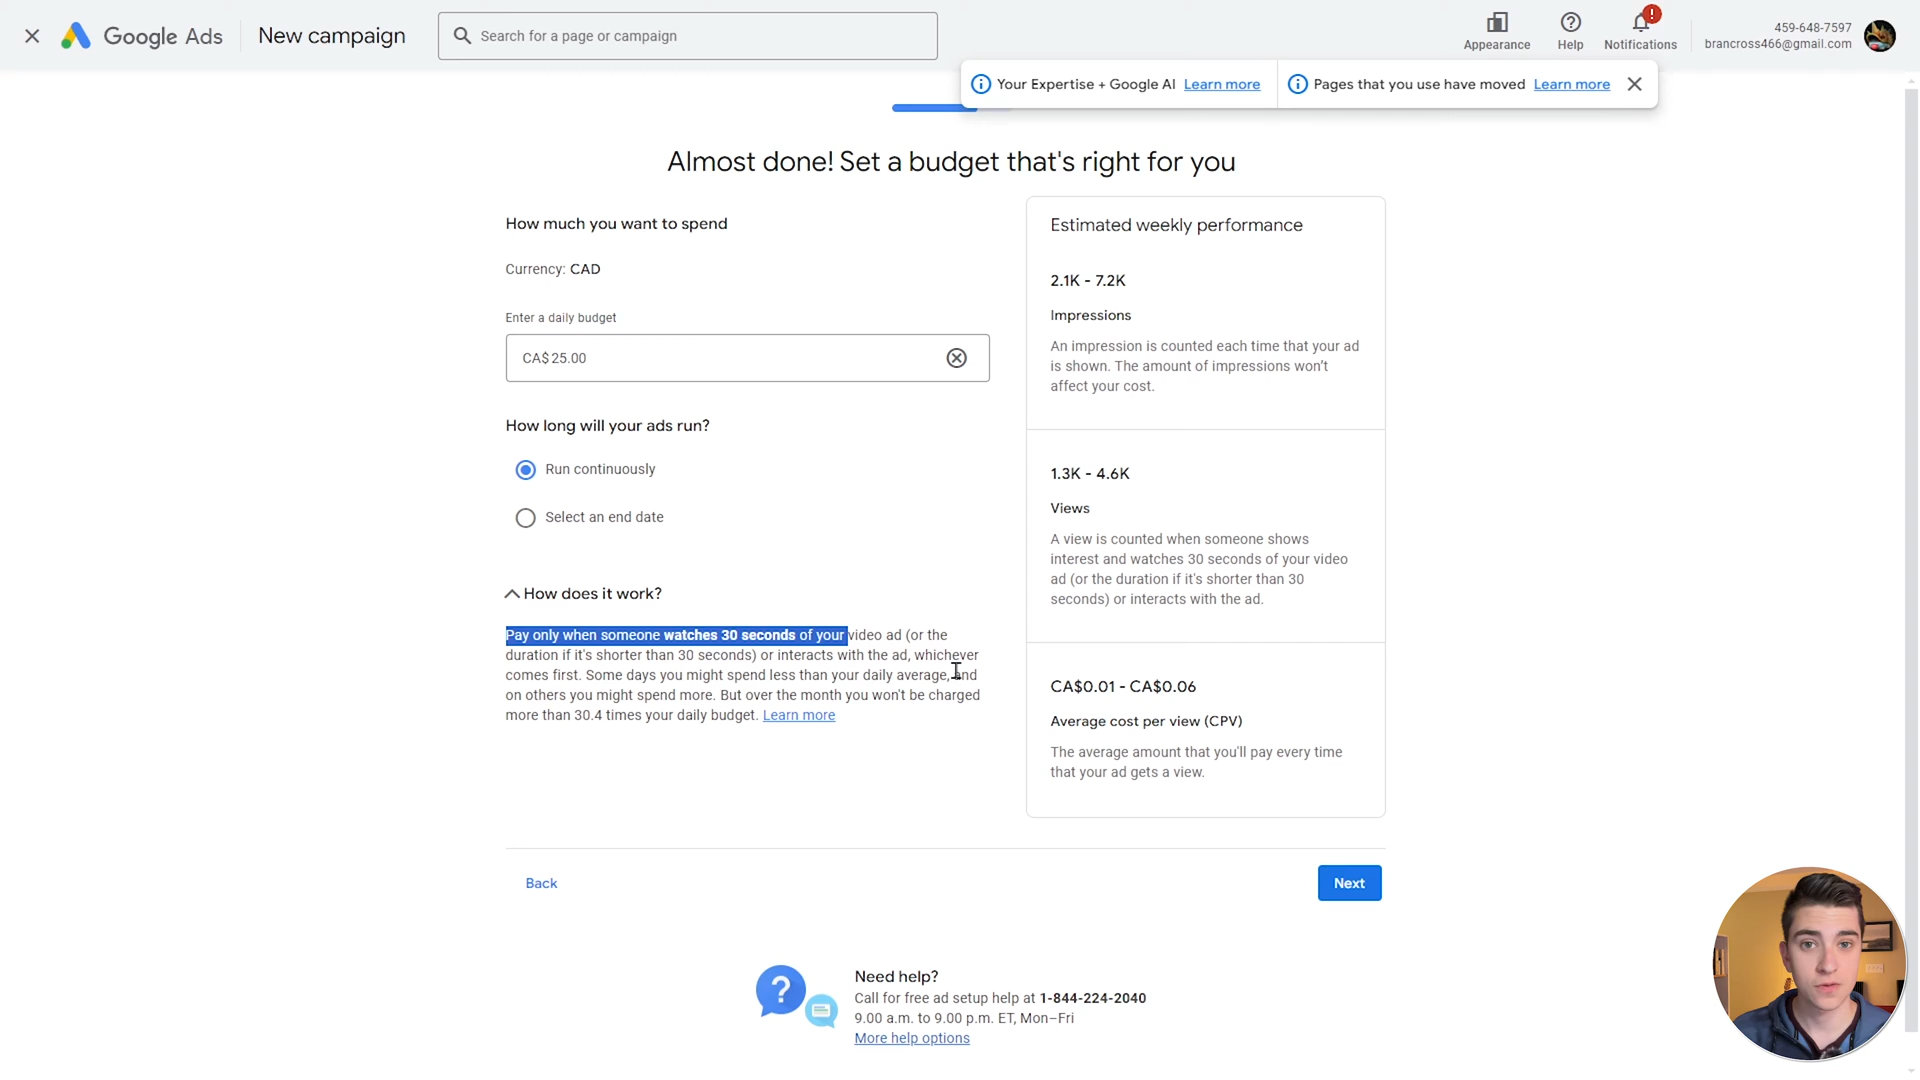 Google Ads
New campaign
Search for a page or campaign
Appearance
Help
!
Notifications
459-648-7597
brancross466@gmail.com
Your Expertise + Google AI Learn more
Pages that you use have moved Learn more
Almost done! Set a budget that's right for you
How much you want to spend
Currency: CAD
Enter a daily budget
CA$ 25.00
How long will your ads run?
Run continuously
Select an end date
How does it work?
Pay only when someone watches 30 seconds of your video ad (or the
duration if it's shorter than 30 seconds) or interacts with the ad, whichever
comes first. Some days you might spend less than your daily average, and
on others you might spend more. But over the month you won't be charged
more than 30.4 times your daily budget. Learn more
Estimated weekly performance
2.1K - 7.2K
Impressions
An impression is counted each time that your ad
is shown. The amount of impressions won't
affect your cost.
1.3K - 4.6K
Views
A view is counted when someone shows
interest and watches 30 seconds of your video
ad (or the duration if it's shorter than 30
seconds) or interacts with the ad.
CA$0.01 - CA$0.06
Average cost per view (CPV)
The average amount that you'll pay every time
that your ad gets a view.
Back
Next
?
Need help?
Call for free ad setup help at 1-844-224-2040
9.00 a.m. to 9.00 p.m. ET, Mon–Fri
More help options